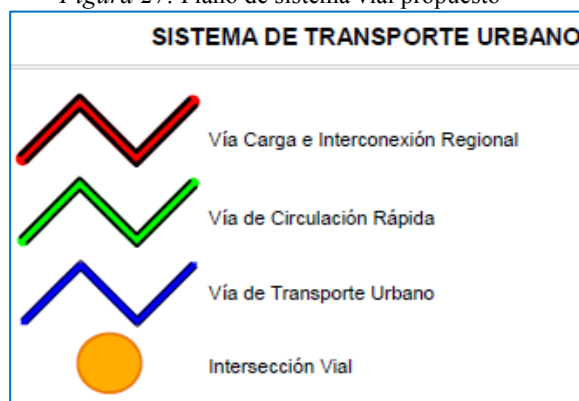 Figura 27. Plano de sistema vial propuesto
SISTEMA DE TRANSPORTE URBANO
Vía Carga e Interconexión Regional
Vía de Circulación Rápida
Vía de Transporte Urbano
Intersección Vial